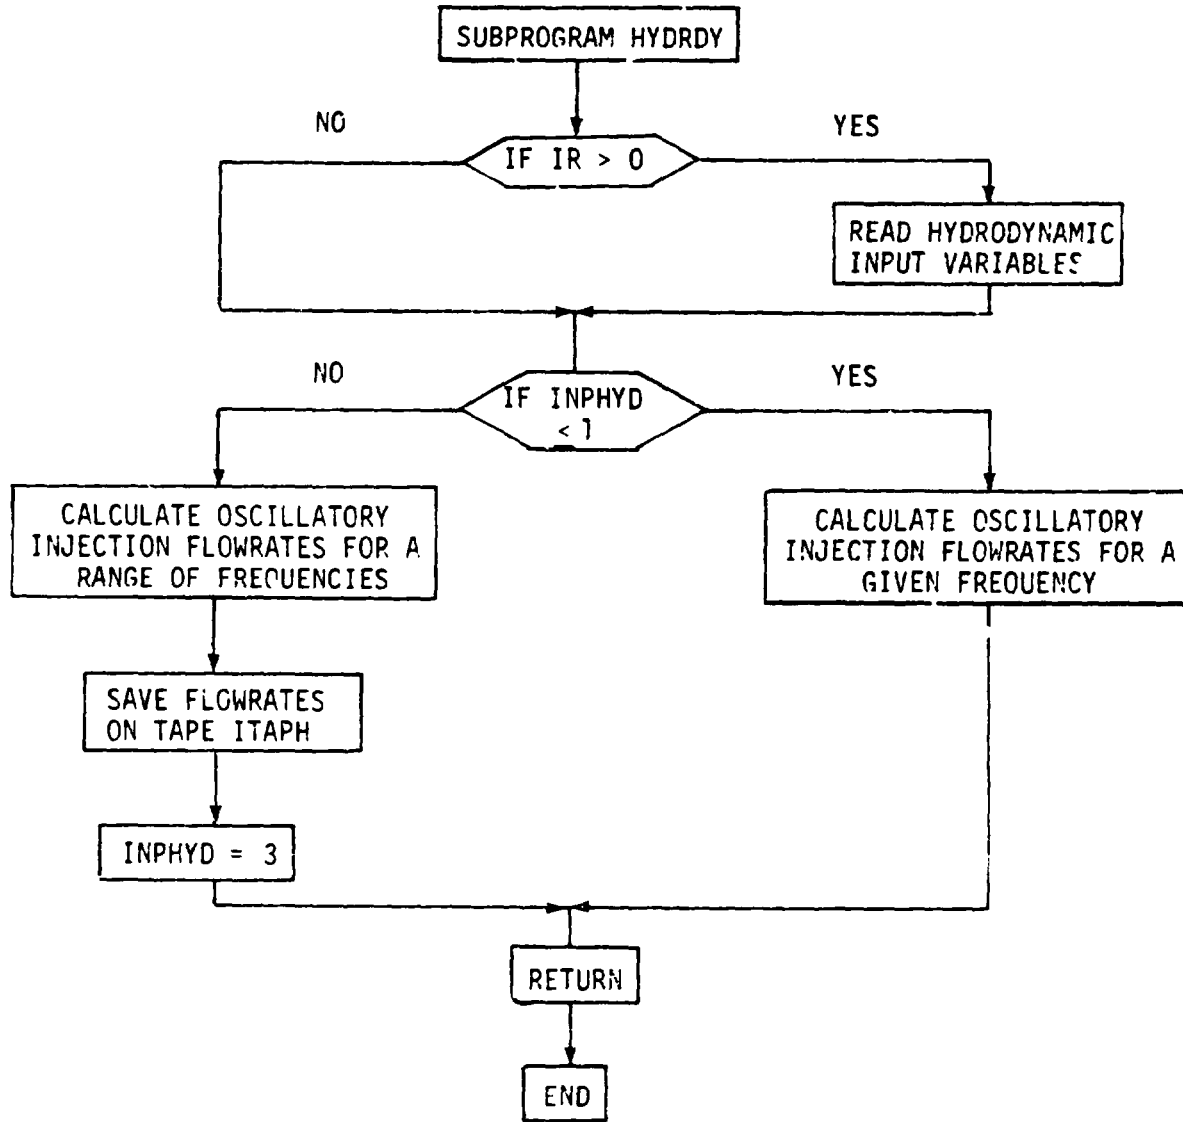 SUBPROGRAM HYDRDY
NO
YES
IF IR > 0
READ HYDRODYNAMIC
INPUT VARIABLES
NO
YES
IF INPHYD
≤ 1
CALCULATE OSCILLATORY
INJECTION FLOWRATES FOR A
RANGE OF FREQUENCIES
CALCULATE OSCILLATORY
INJECTION FLOWRATES FOR A
GIVEN FREQUENCY
SAVE FLOWRATES
ON TAPE ITAPH
INPHYD = 3
RETURN
END